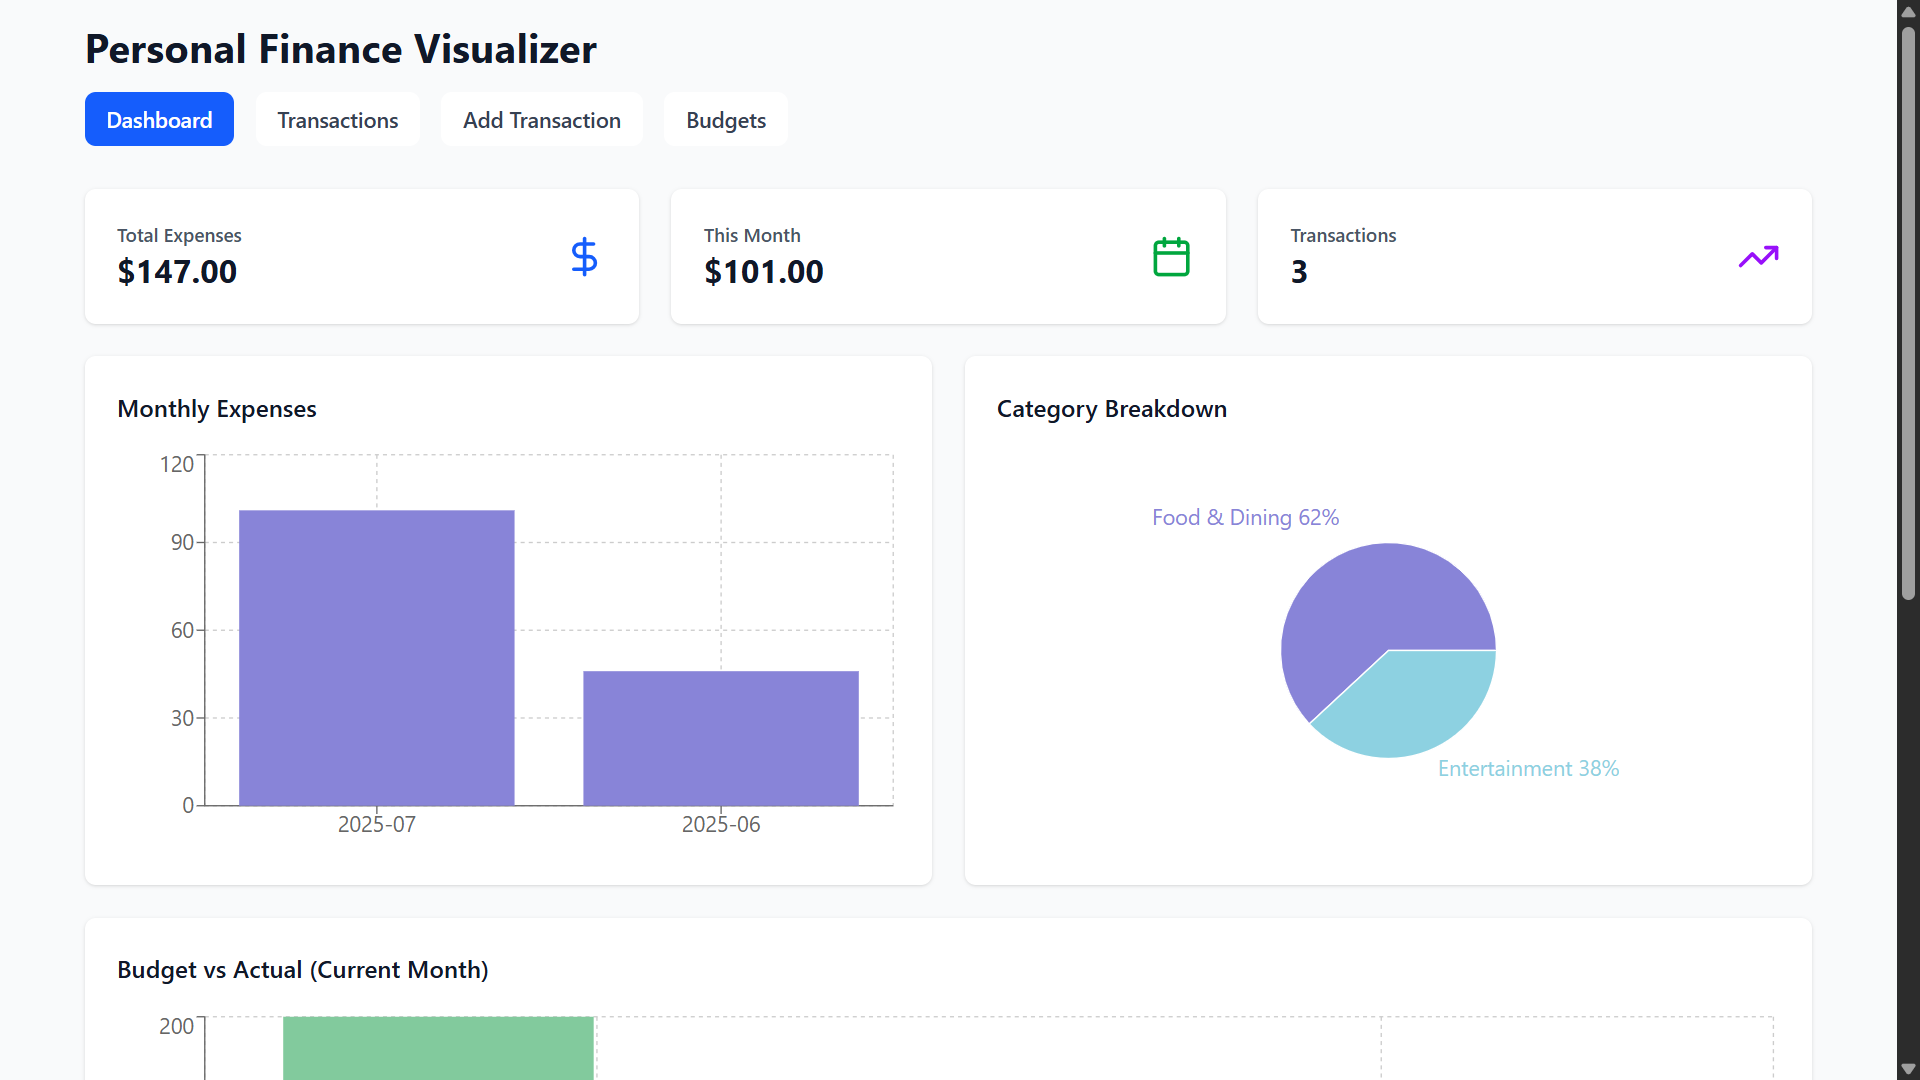 Personal Finance Visualizer
Dashboard
Transactions
Add Transaction
Budgets
Total Expenses
$147.00
This Month
$101.00
Transactions
3
Monthly Expenses
120
90
60
30
0
2025-07
2025-06
Category Breakdown
Food & Dining 62%
Entertainment 38%
Budget vs Actual (Current Month)
200